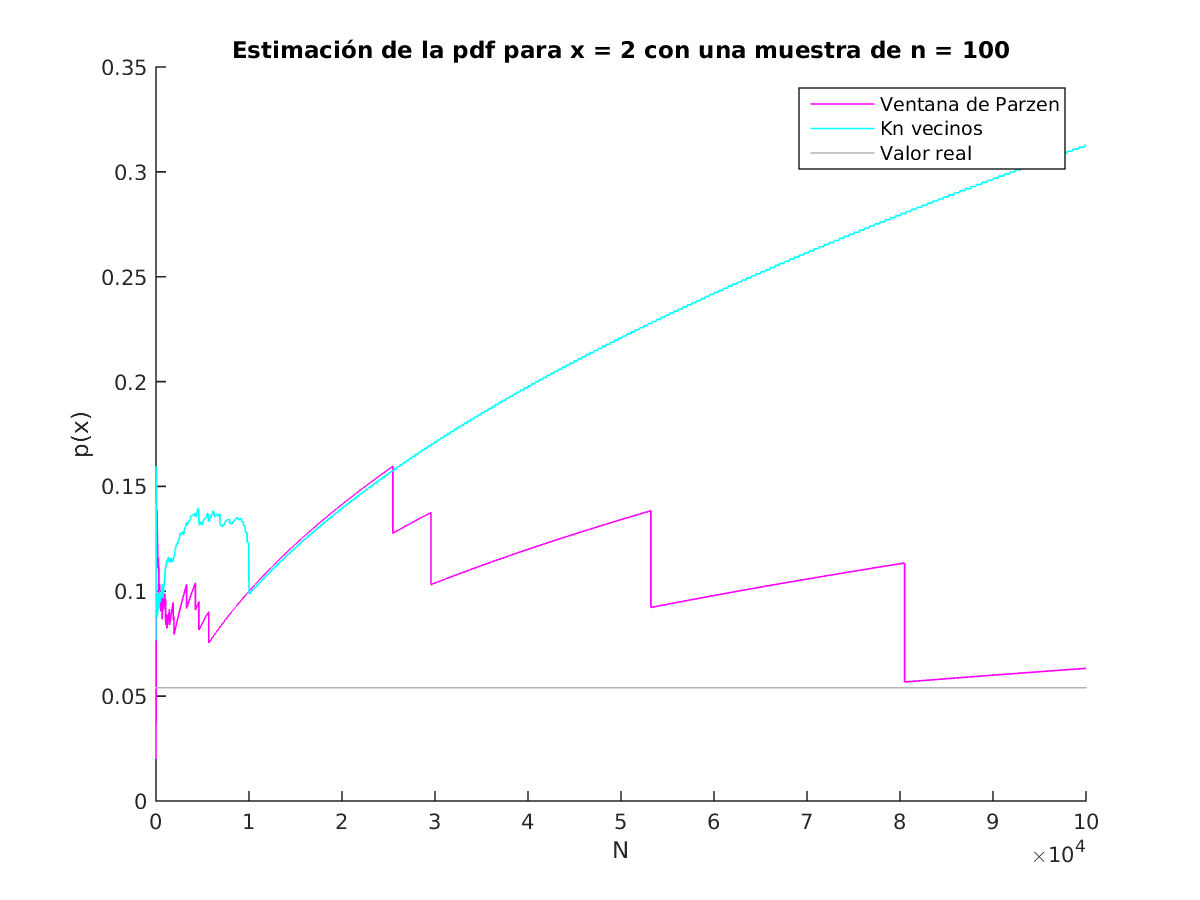 Estimación de la pdf para x = 2 con una muestra de n = 100
Ventana de Parzen
Kn vecinos
Valor real
p(x)
0.35
0.3
0.25
0.2
0.15
0.1
0.05
0
0 1 2 3 4 5 6 7 8 9 10
N
×10^4